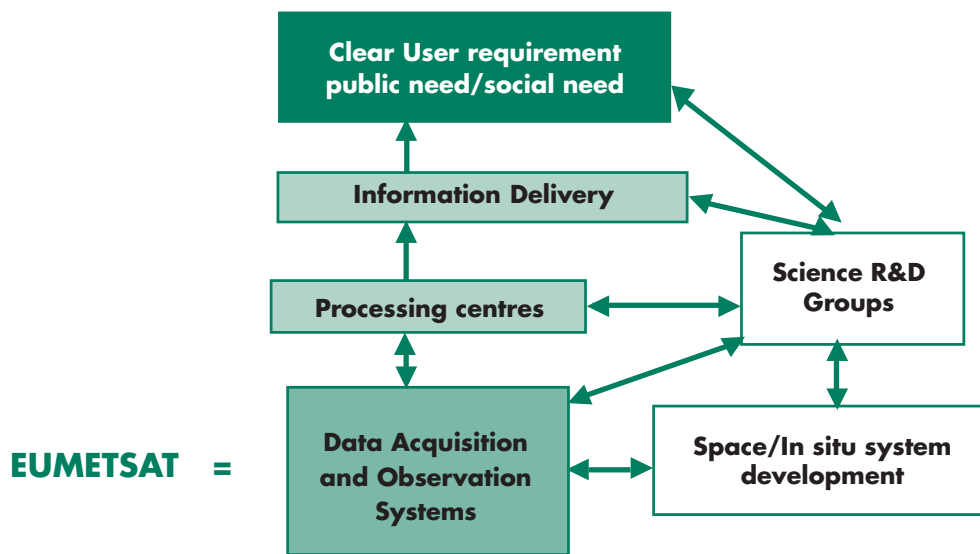 Clear User requirement
public need/social need
Information Delivery
Processing centres
Science R&D
Groups
EUMETSAT =
Data Acquisition
and Observation
Systems
Space/In situ system
development